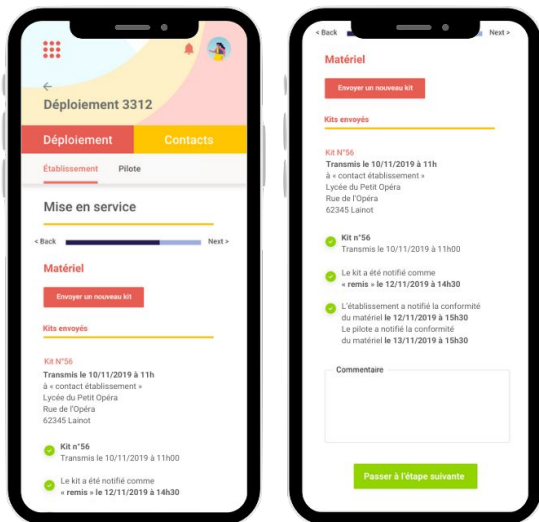 Déploiement 3312
Déploiement
Contacts
Établissement
Pilote
Mise en service
< Back
Next >
Matériel
Envoyer un nouveau kit
Kits envoyés
Kit N°56
Transmis le 10/11/2019 à 11h
à « contact établissement »
Lycée du Petit Opéra
Rue de l'Opéra
62345 Lainot
Kit n°56
Transmis le 10/11/2019 à 11H00
Le kit a été notifié comme
« remis » le 12/11/2019 à 14h30
< Back
Next >
Matériel
Envoyer un nouveau kit
Kits envoyés
Kit N°56
Transmis le 10/11/2019 à 11h
à « contact établissement »
Lycée du Petit Opéra
Rue de l'Opéra
62345 Lainot
Kit n°56
Transmis le 10/11/2019 à 11H00
Le kit a été notifié comme
« remis » le 12/11/2019 à 14h30
L'établissement a notifié la conformité
du matériel le 12/11/2019 à 15h30
Le pilote a notifié la conformité
du matériel le 13/11/2019 à 15h30
Commentaire
Passer à l'étape suivante